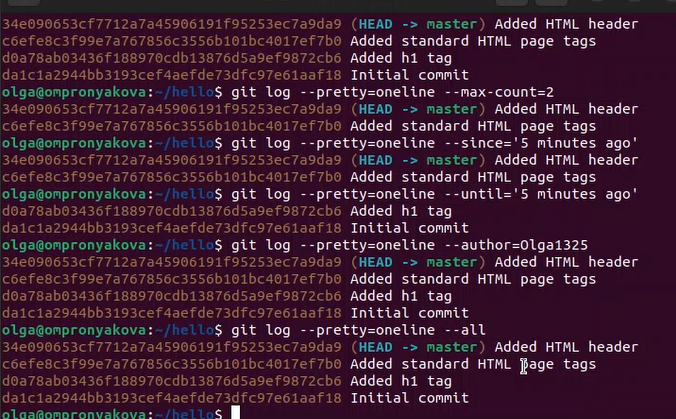 34e090653cf7712a7a45906191f95253ec7a9da9 (HEAD -> master) Added HTML header
c6efe8c3f99e7a767856c3556b101bc4017ef7b0 Added standard HTML page tags
d0a78ab03436f188970cdb13876d5a9ef9872cb6 Added h1 tag
da1c1a2944bb3193cef4aefde73dfc97e61aaf18 Initial commit
olga@ompronyakova:~/hello$ git log --pretty=oneline --max-count=2
34e090653cf7712a7a45906191f95253ec7a9da9 (HEAD -> master) Added HTML header
c6efe8c3f99e7a767856c3556b101bc4017ef7b0 Added standard HTML page tags
olga@ompronyakova:~/hello$ git log --pretty=oneline --since='5 minutes ago'
34e090653cf7712a7a45906191f95253ec7a9da9 (HEAD -> master) Added HTML header
c6efe8c3f99e7a767856c3556b101bc4017ef7b0 Added standard HTML page tags
olga@ompronyakova:~/hello$ git log --pretty=oneline --until='5 minutes ago'
d0a78ab03436f188970cdb13876d5a9ef9872cb6 Added h1 tag
da1c1a2944bb3193cef4aefde73dfc97e61aaf18 Initial commit
olga@ompronyakova:~/hello$ git log --pretty=oneline --author=Olga1325
34e090653cf7712a7a45906191f95253ec7a9da9 (HEAD -> master) Added HTML header
c6efe8c3f99e7a767856c3556b101bc4017ef7b0 Added standard HTML page tags
d0a78ab03436f188970cdb13876d5a9ef9872cb6 Added h1 tag
da1c1a2944bb3193cef4aefde73dfc97e61aaf18 Initial commit
olga@ompronyakova:~/hello$ git log --pretty=oneline --all
34e090653cf7712a7a45906191f95253ec7a9da9 (HEAD -> master) Added HTML header
c6efe8c3f99e7a767856c3556b101bc4017ef7b0 Added standard HTML page tags
d0a78ab03436f188970cdb13876d5a9ef9872cb6 Added h1 tag
da1c1a2944bb3193cef4aefde73dfc97e61aaf18 Initial commit
olga@ompronyakova:~/hello$